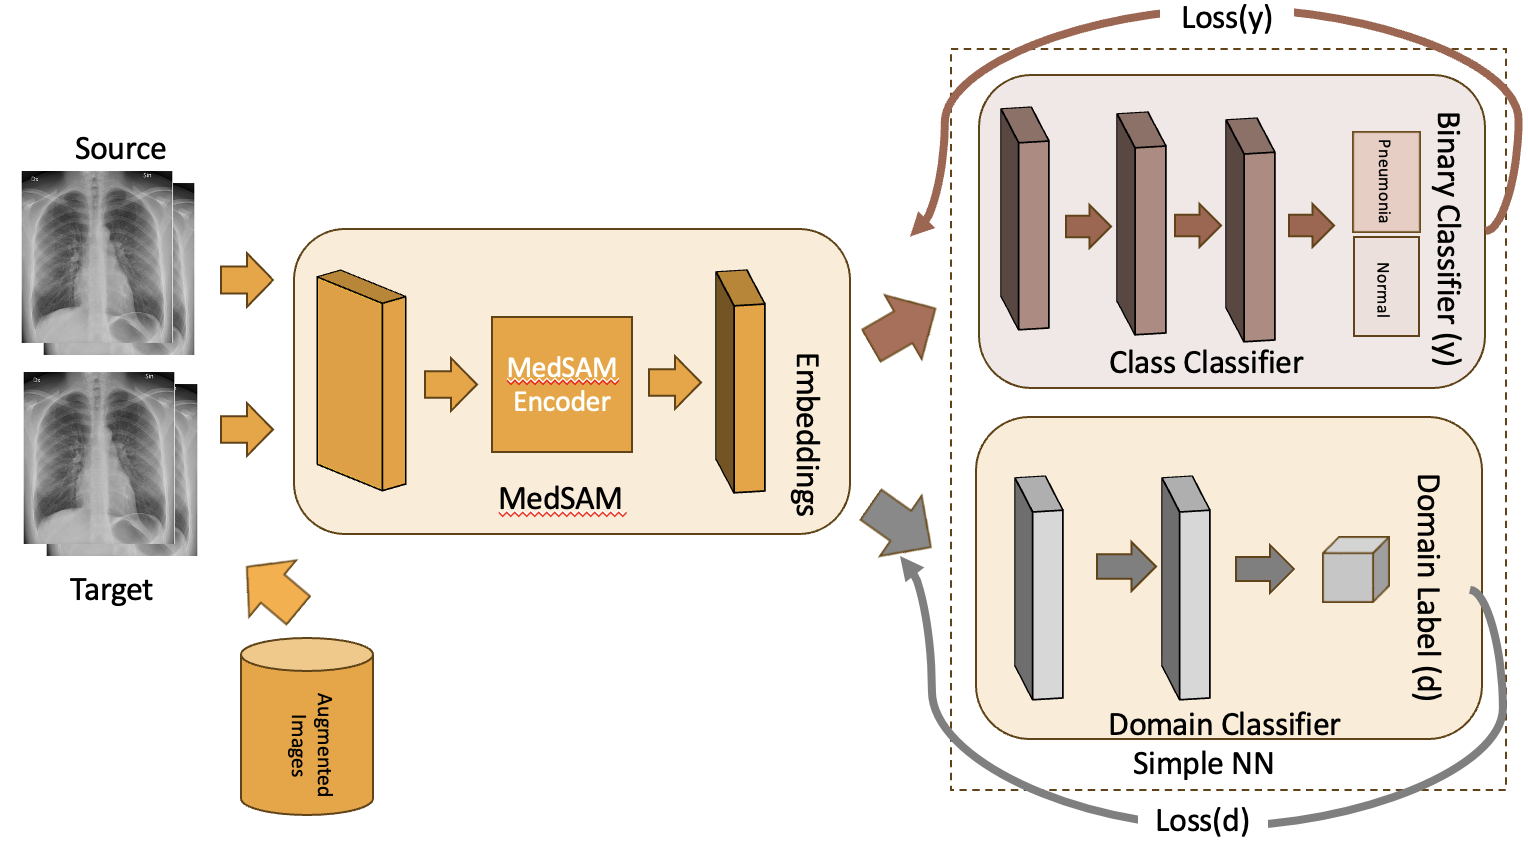 Source
Target
Augmented
Images
MedSAM
Encoder
MedSAM
Embeddings
Loss(y)
Pneumonia
Normal
Binary Classifier (y)
Class Classifier
Domain Label (d)
Domain Classifier
Simple NN
Loss(d)